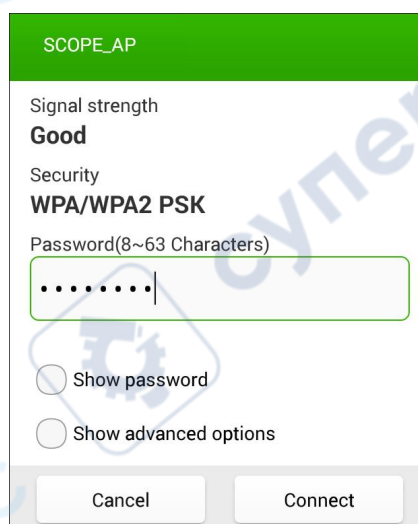 SCOPE_AP
Signal strength
Good
Security
WPA/WPA2 PSK
Password(8~63 Characters)
••••••••
Show password
Show advanced options
Cancel
Connect